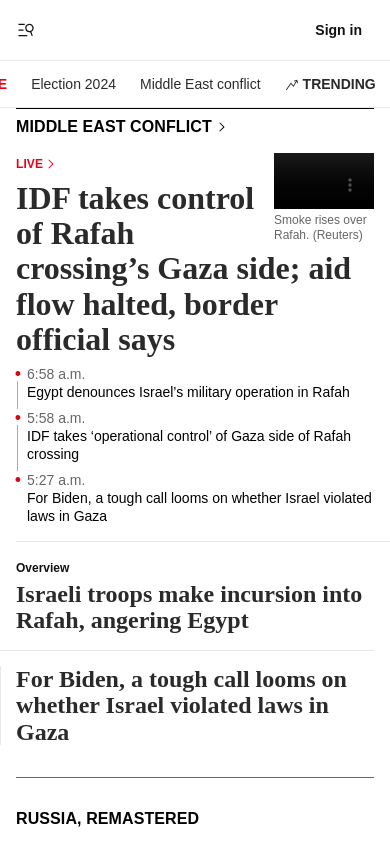 Sign in
E Election 2024 Middle East conflict TRENDING
MIDDLE EAST CONFLICT
LIVE
IDF takes control
of Rafah
crossing’s Gaza side; aid
flow halted, border
official says
Smoke rises over
Rafah. (Reuters)
6:58 a.m.
Egypt denounces Israel’s military operation in Rafah
5:58 a.m.
IDF takes ‘operational control’ of Gaza side of Rafah
crossing
5:27 a.m.
For Biden, a tough call looms on whether Israel violated
laws in Gaza
Overview
Israeli troops make incursion into
Rafah, angering Egypt
For Biden, a tough call looms on
whether Israel violated laws in
Gaza
RUSSIA, REMASTERED